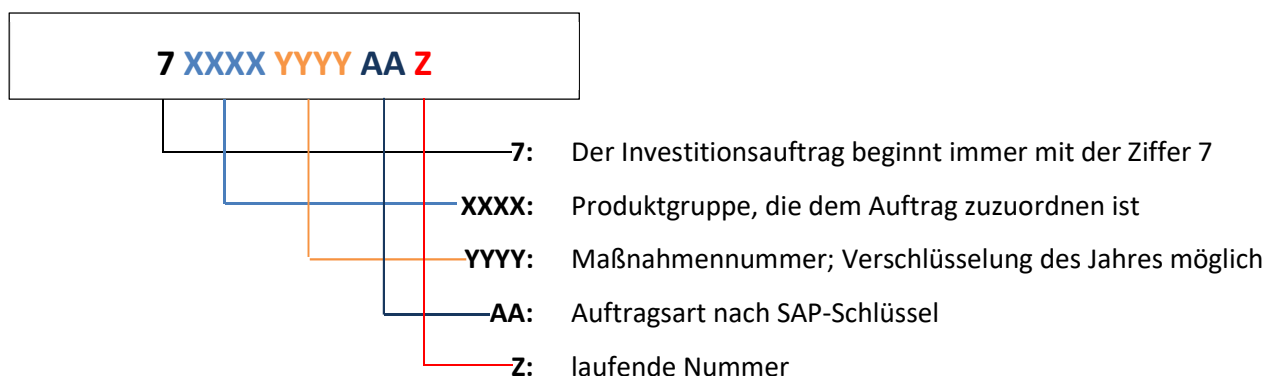 7 XXXX YYYY AA Z
7: Der Investitionsauftrag beginnt immer mit der Ziffer 7
XXXX: Produktgruppe, die dem Auftrag zuzuordnen ist
YYYY: Maßnahmennummer; Verschlüsselung des Jahres möglich
AA: Auftragsart nach SAP-Schlüssel
Z: laufende Nummer